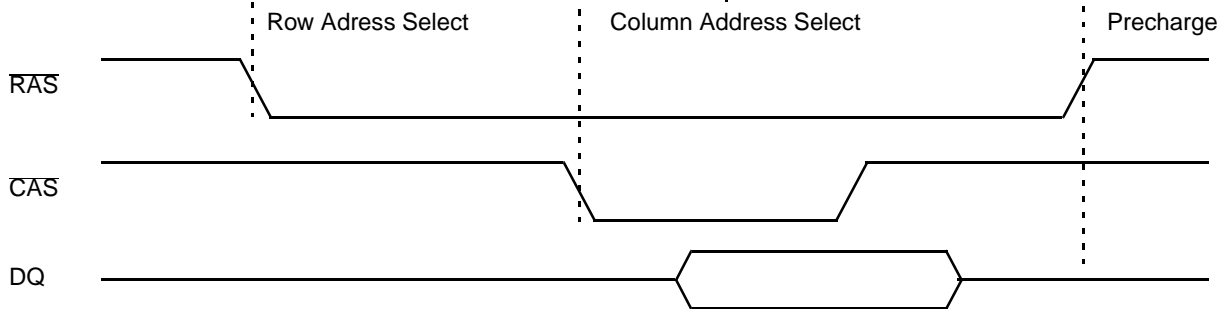 Row Adress Select
Column Address Select
Precharge
RAS
CAS
DQ